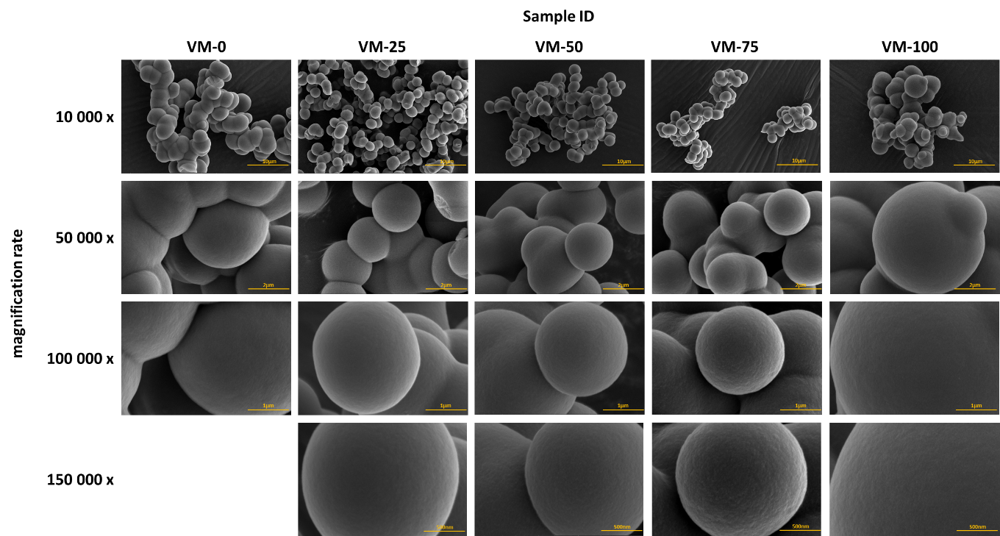 Sample ID
VM-0 VM-25 VM-50 VM-75 VM-100
magnification rate
10 000 x
10µm 10µm 10µm 10µm 10µm
50 000 x
2µm 2µm 2µm 2µm 2µm
100 000 x
1µm 1µm 1µm 1µm 1µm
150 000 x
500nm 500nm 500nm 500nm